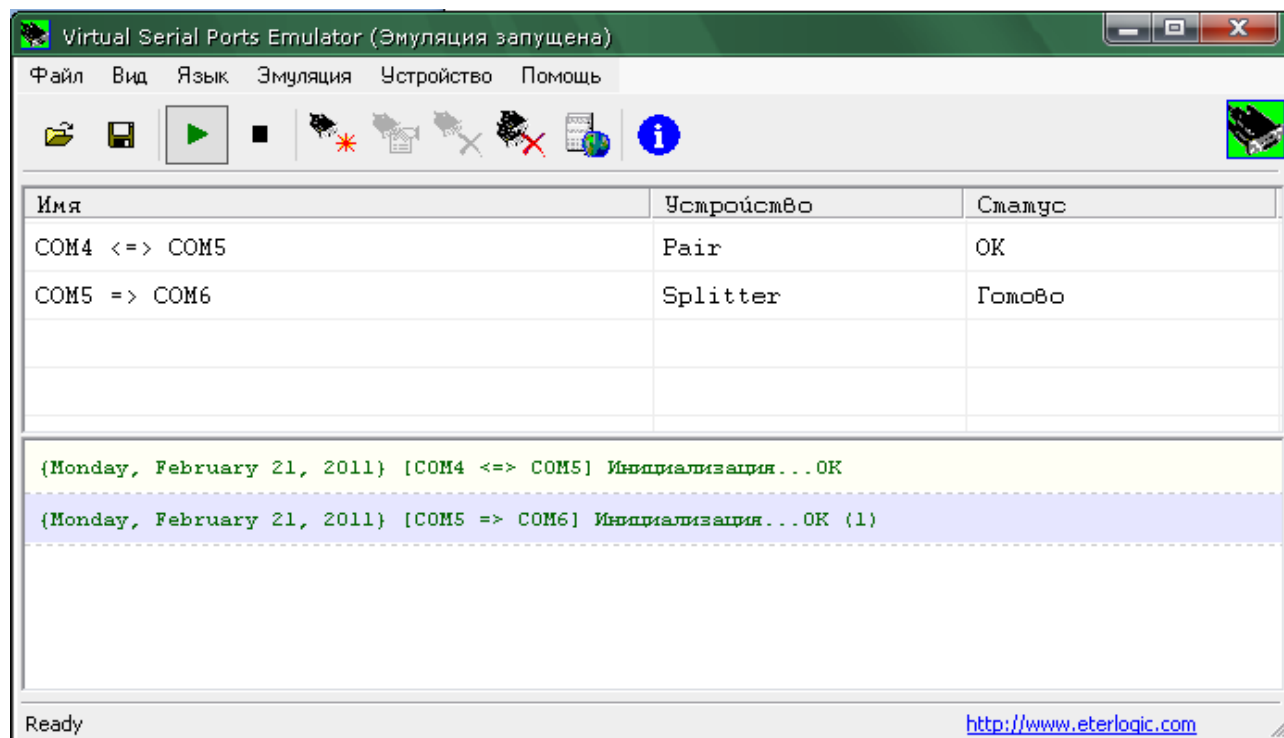 Virtual Serial Ports Emulator (Эмуляция запущена)
Файл Вид Язык Эмуляция Устройство Помощь
Имя Устройство Статус
COM4 <=> COM5 Pair OK
COM5 => COM6 Splitter Готово
{Monday, February 21, 2011} [COM4 <=> COM5] Инициализация...OK
{Monday, February 21, 2011} [COM5 => COM6] Инициализация...OK (1)
Ready http://www.eterlogic.com